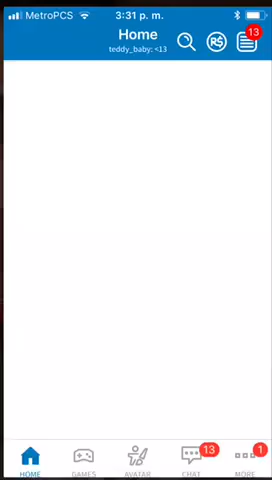 MetroPCS 3:31 p. m.
Home
teddy_baby: <13
R$
13
13
1
HOME
GAMES
AVATAR
CHAT
MORE